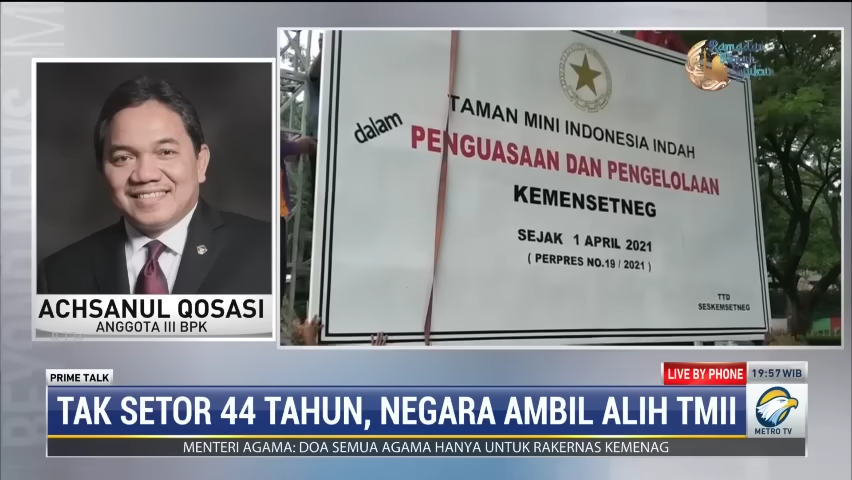 TAMAN MINI INDONESIA INDAH
dalam
PENGUASAAN DAN PENGELOLAAN
KEMENSETNEG
SEJAK 1 APRIL 2021
( PERPRES NO.19 / 2021 )
TTD
SESKEMSETNEG
ACHSANUL QOSASI
ANGGOTA III BPK
PRIME TALK
LIVE BY PHONE
19:57 WIB
TAK SETOR 44 TAHUN, NEGARA AMBIL ALIH TMII
METRO TV
MENTERI AGAMA: DOA SEMUA AGAMA HANYA UNTUK RAKERNAS KEMENAG